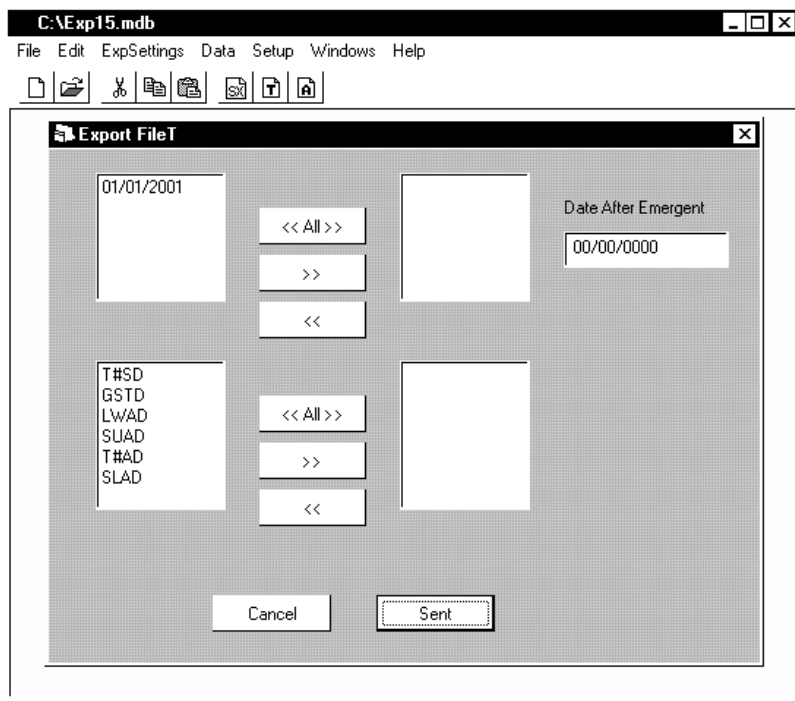 C:\Exp15.mdb
File Edit ExpSettings Data Setup Windows Help
SX T A
Export FileT
01/01/2001
<< All >>
>>
<<
Date After Emergent
00/00/0000
T#SD
GSTD
LWAD
SUAD
T#AD
SLAD
<< All >>
>>
<<
Cancel Sent